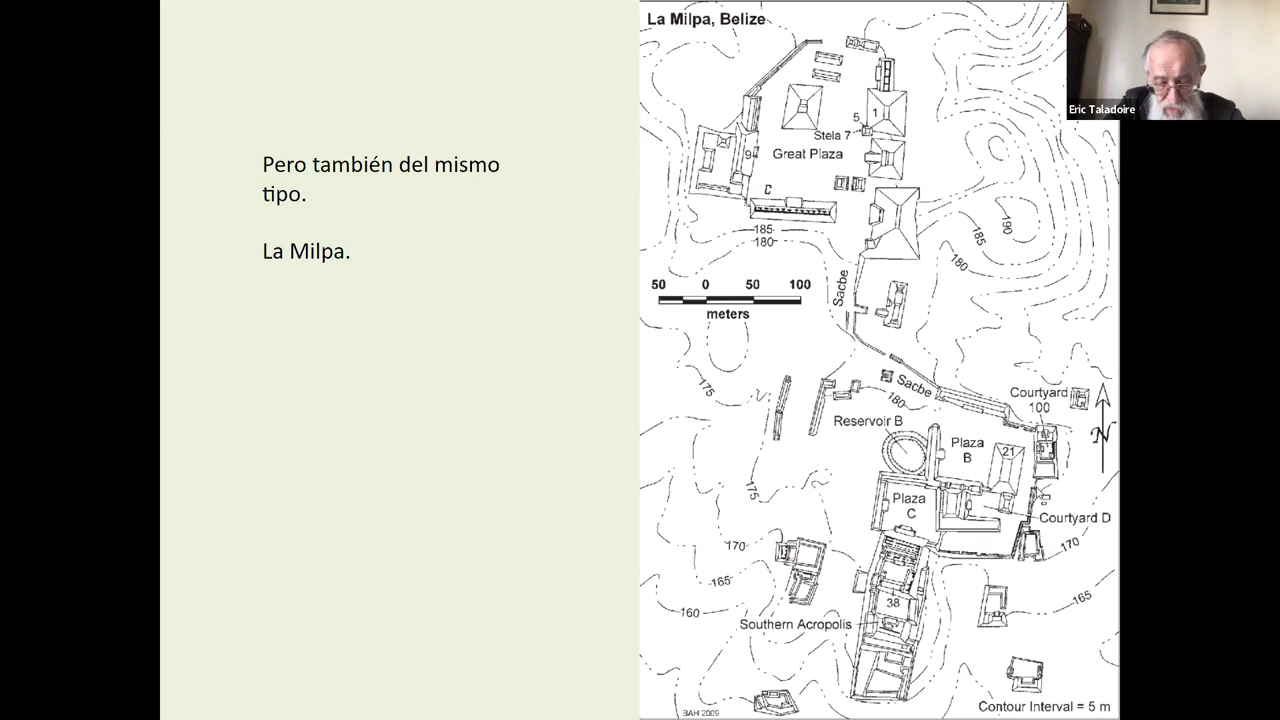 Pero también del mismo
tipo.
La Milpa.
La Milpa, Belize
Eric Taladoire
5
1
Stela 7
Great Plaza
9
185
180
190
185
180
50 0 50 100
meters
Sacbe
175
Sacbe
180
Courtyard
100
N
Reservoir B
Plaza
B
21
175
Plaza
C
Courtyard D
170
170
165
165
160
38
Southern Acropolis
BAH 2009
Contour Interval = 5 m